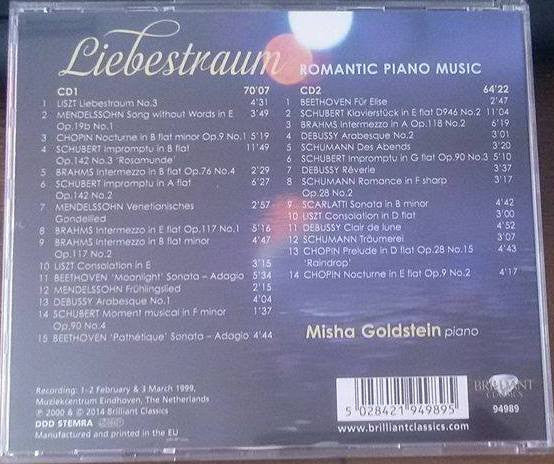 Liebestraum ROMANTIC PIANO MUSIC
CD1 70'07
1 LISZT Liebestraum No.3 4'31
2 MENDELSSOHN Song without Words in E 3'49
Op.19b No.1
3 CHOPIN Nocturne in B flat minor Op.9 No.1 5'19
4 SCHUBERT Impromptu in B flat 11'49
Op.142 No.3 'Rosamunde'
5 BRAHMS Intermezzo in B flat Op.76 No.4 2'29
6 SCHUBERT Impromptu in A flat 6'27
Op.142 No.2
7 MENDELSSOHN Venetianisches 2'57
Gondellied
8 BRAHMS Intermezzo in E flat Op.117 No.1 5'16
9 BRAHMS Intermezzo in B flat minor 4'47
Op.117 No.2
10 LISZT Consolation in E 3'15
11 BEETHOVEN 'Moonlight' Sonata – Adagio 5'34
12 MENDELSSOHN Frühlingslied 2'15
13 DEBUSSY Arabesque No.1 4'04
14 SCHUBERT Moment musical in F minor 1'37
Op.90 No.4
15 BEETHOVEN 'Pathétique' Sonata – Adagio 4'44
CD2 64'22
1 BEETHOVEN Für Elise 2'47
2 SCHUBERT Klavierstück in E flat D946 No.2 11'04
3 BRAHMS Intermezzo in A Op.118 No.2 6'19
4 DEBUSSY Arabesque No.2 3'01
5 SCHUMANN Des Abends 3'20
6 SCHUBERT Impromptu in G flat Op.90 No.3 5'10
7 DEBUSSY Rêverie 3'37
8 SCHUMANN Romance in F sharp 3'17
Op.28 No.2
9 SCARLATTI Sonata in B minor 4'42
10 LISZT Consolation in D flat 3'00
11 DEBUSSY Clair de lune 4'52
12 SCHUMANN Träumerei 3'07
13 CHOPIN Prelude in D flat Op.28 No.15 4'43
'Raindrop'
14 CHOPIN Nocturne in E flat Op.9 No.2 4'17
Misha Goldstein piano
Recording: 1-2 February & 3 March 1999,
Muziekcentrum Eindhoven, The Netherlands
℗ 2000 & © 2014 Brilliant Classics
DDD STEMRA
Manufactured and printed in the EU
5 028421 949895
www.brilliantclassics.com
BRILLIANT
CLASSICS
94989